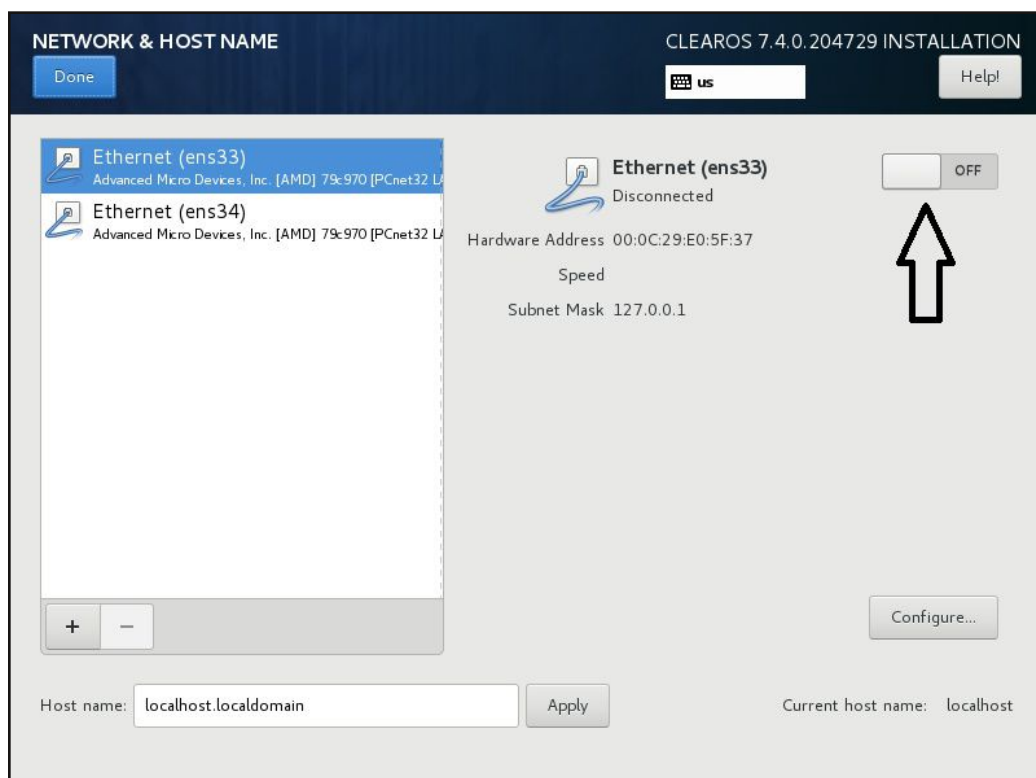 NETWORK & HOST NAME
CLEAROS 7.4.0.204729 INSTALLATION
Done
us
Help!
Ethernet (ens33)
Advanced Micro Devices, Inc. [AMD] 79c970 [PCnet32
Ethernet (ens34)
Advanced Micro Devices, Inc. [AMD] 79c970 [PCnet32
Ethernet (ens33)
Disconnected
OFF
Hardware Address 00:0C:29:E0:5F:37
Speed
Subnet Mask 127.0.0.1
+ −
Configure...
Host name: localhost.localdomain Apply
Current host name: localhost